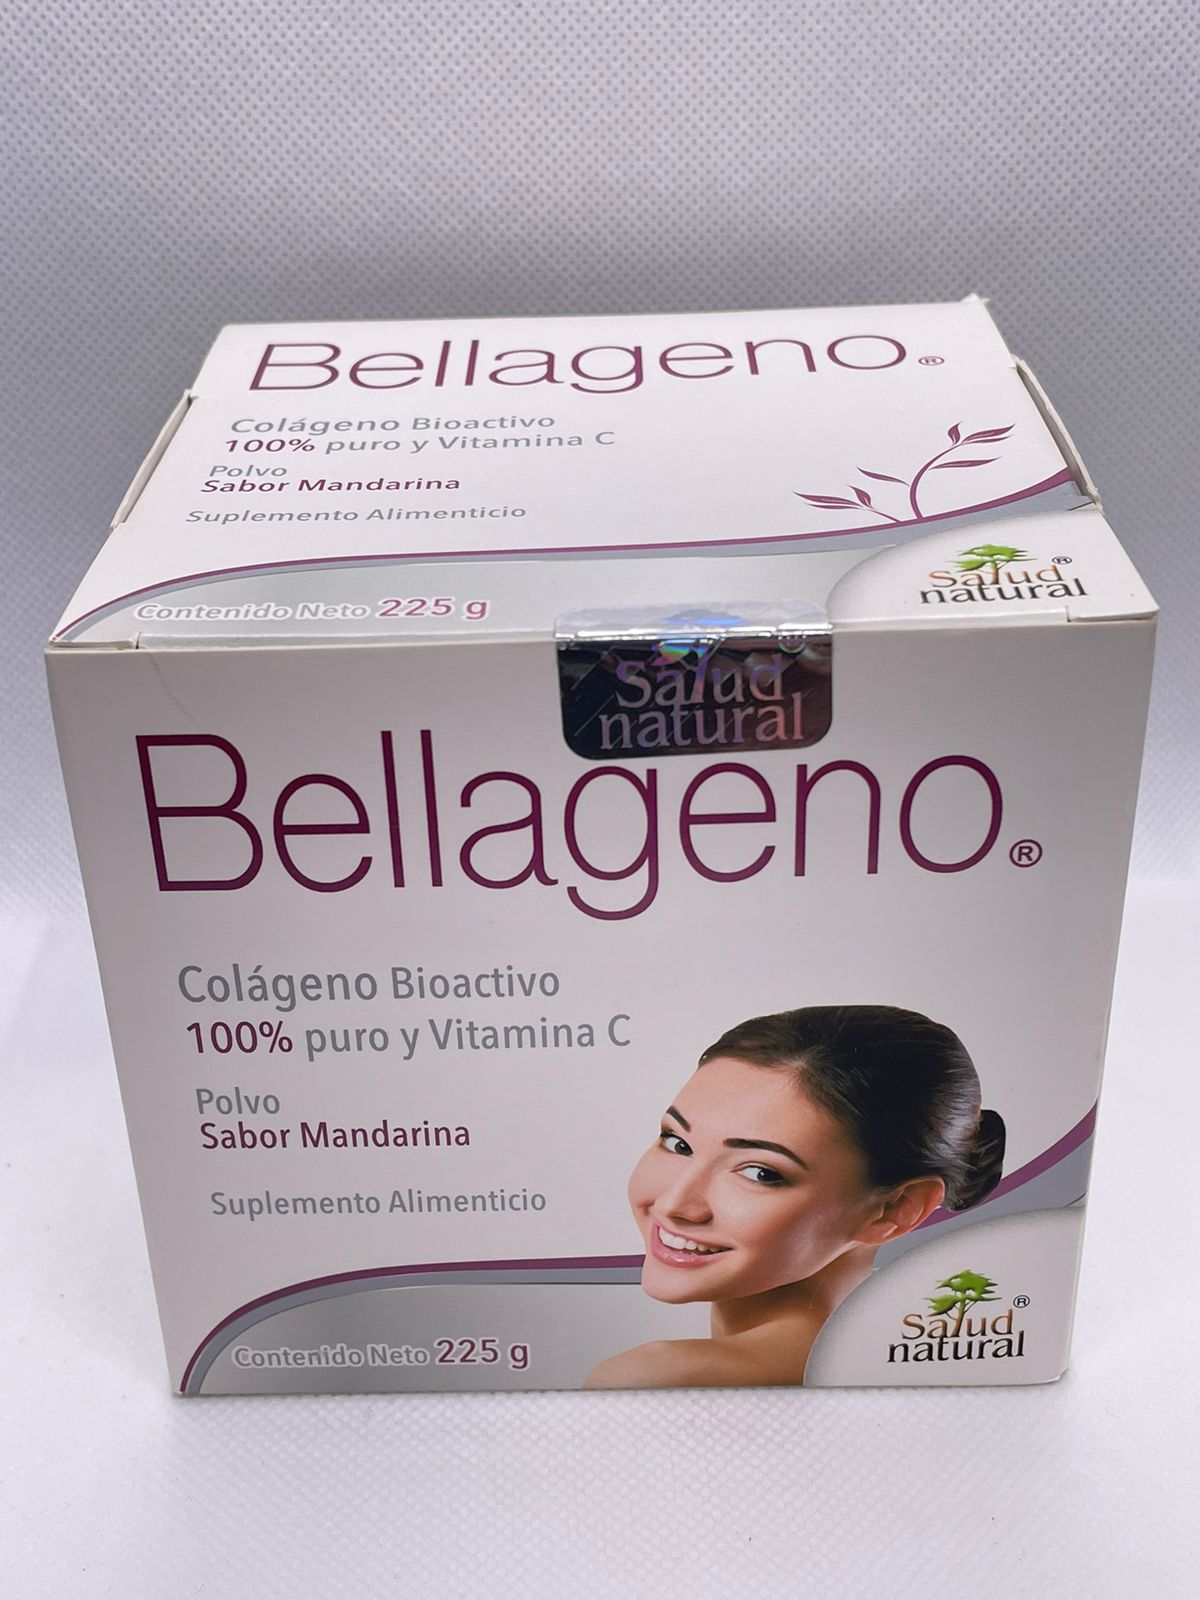 Bellageno®
Colágeno Bioactivo
100% puro y Vitamina C
Polvo
Sabor Mandarina
Suplemento Alimenticio
Contenido Neto 225 g
Salud®
natural
Salud®
natural
Bellageno®
Colágeno Bioactivo
100% puro y Vitamina C
Polvo
Sabor Mandarina
Suplemento Alimenticio
Contenido Neto 225 g
Salud®
natural